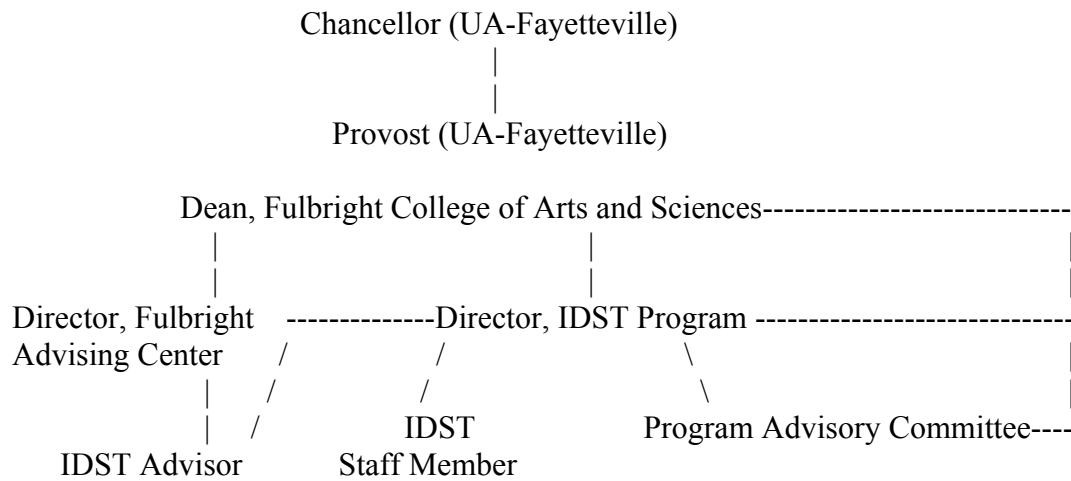 Chancellor (UA-Fayetteville)
Provost (UA-Fayetteville)
Dean, Fulbright College of Arts and Sciences
Director, Fulbright
Advising Center
Director, IDST Program
IDST Advisor
IDST
Staff Member
Program Advisory Committee